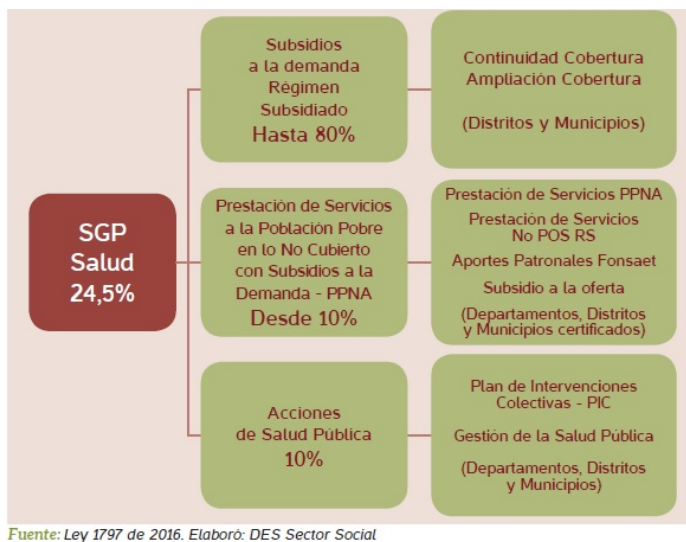 SGP
Salud
24,5%
Subsidios
a la demanda
Régimen
Subsidiado
Hasta 80%
Continuidad Cobertura
Ampliación Cobertura
(Distritos y Municipios)
Prestación de Servicios
a la Población Pobre
en lo No Cubierto
con Subsidios a la
Demanda - PPNA
Desde 10%
Prestación de Servicios PPNA
Prestación de Servicios
No POS RS
Aportes Patronales Fonsaet
Subsidio a la oferta
(Departamentos, Distritos
y Municipios certificados)
Acciones
de Salud Pública
10%
Plan de Intervenciones
Colectivas - PIC
Gestión de la Salud Pública
(Departamentos, Distritos
y Municipios)
Fuente: Ley 1797 de 2016. Elaboró: DES Sector Social